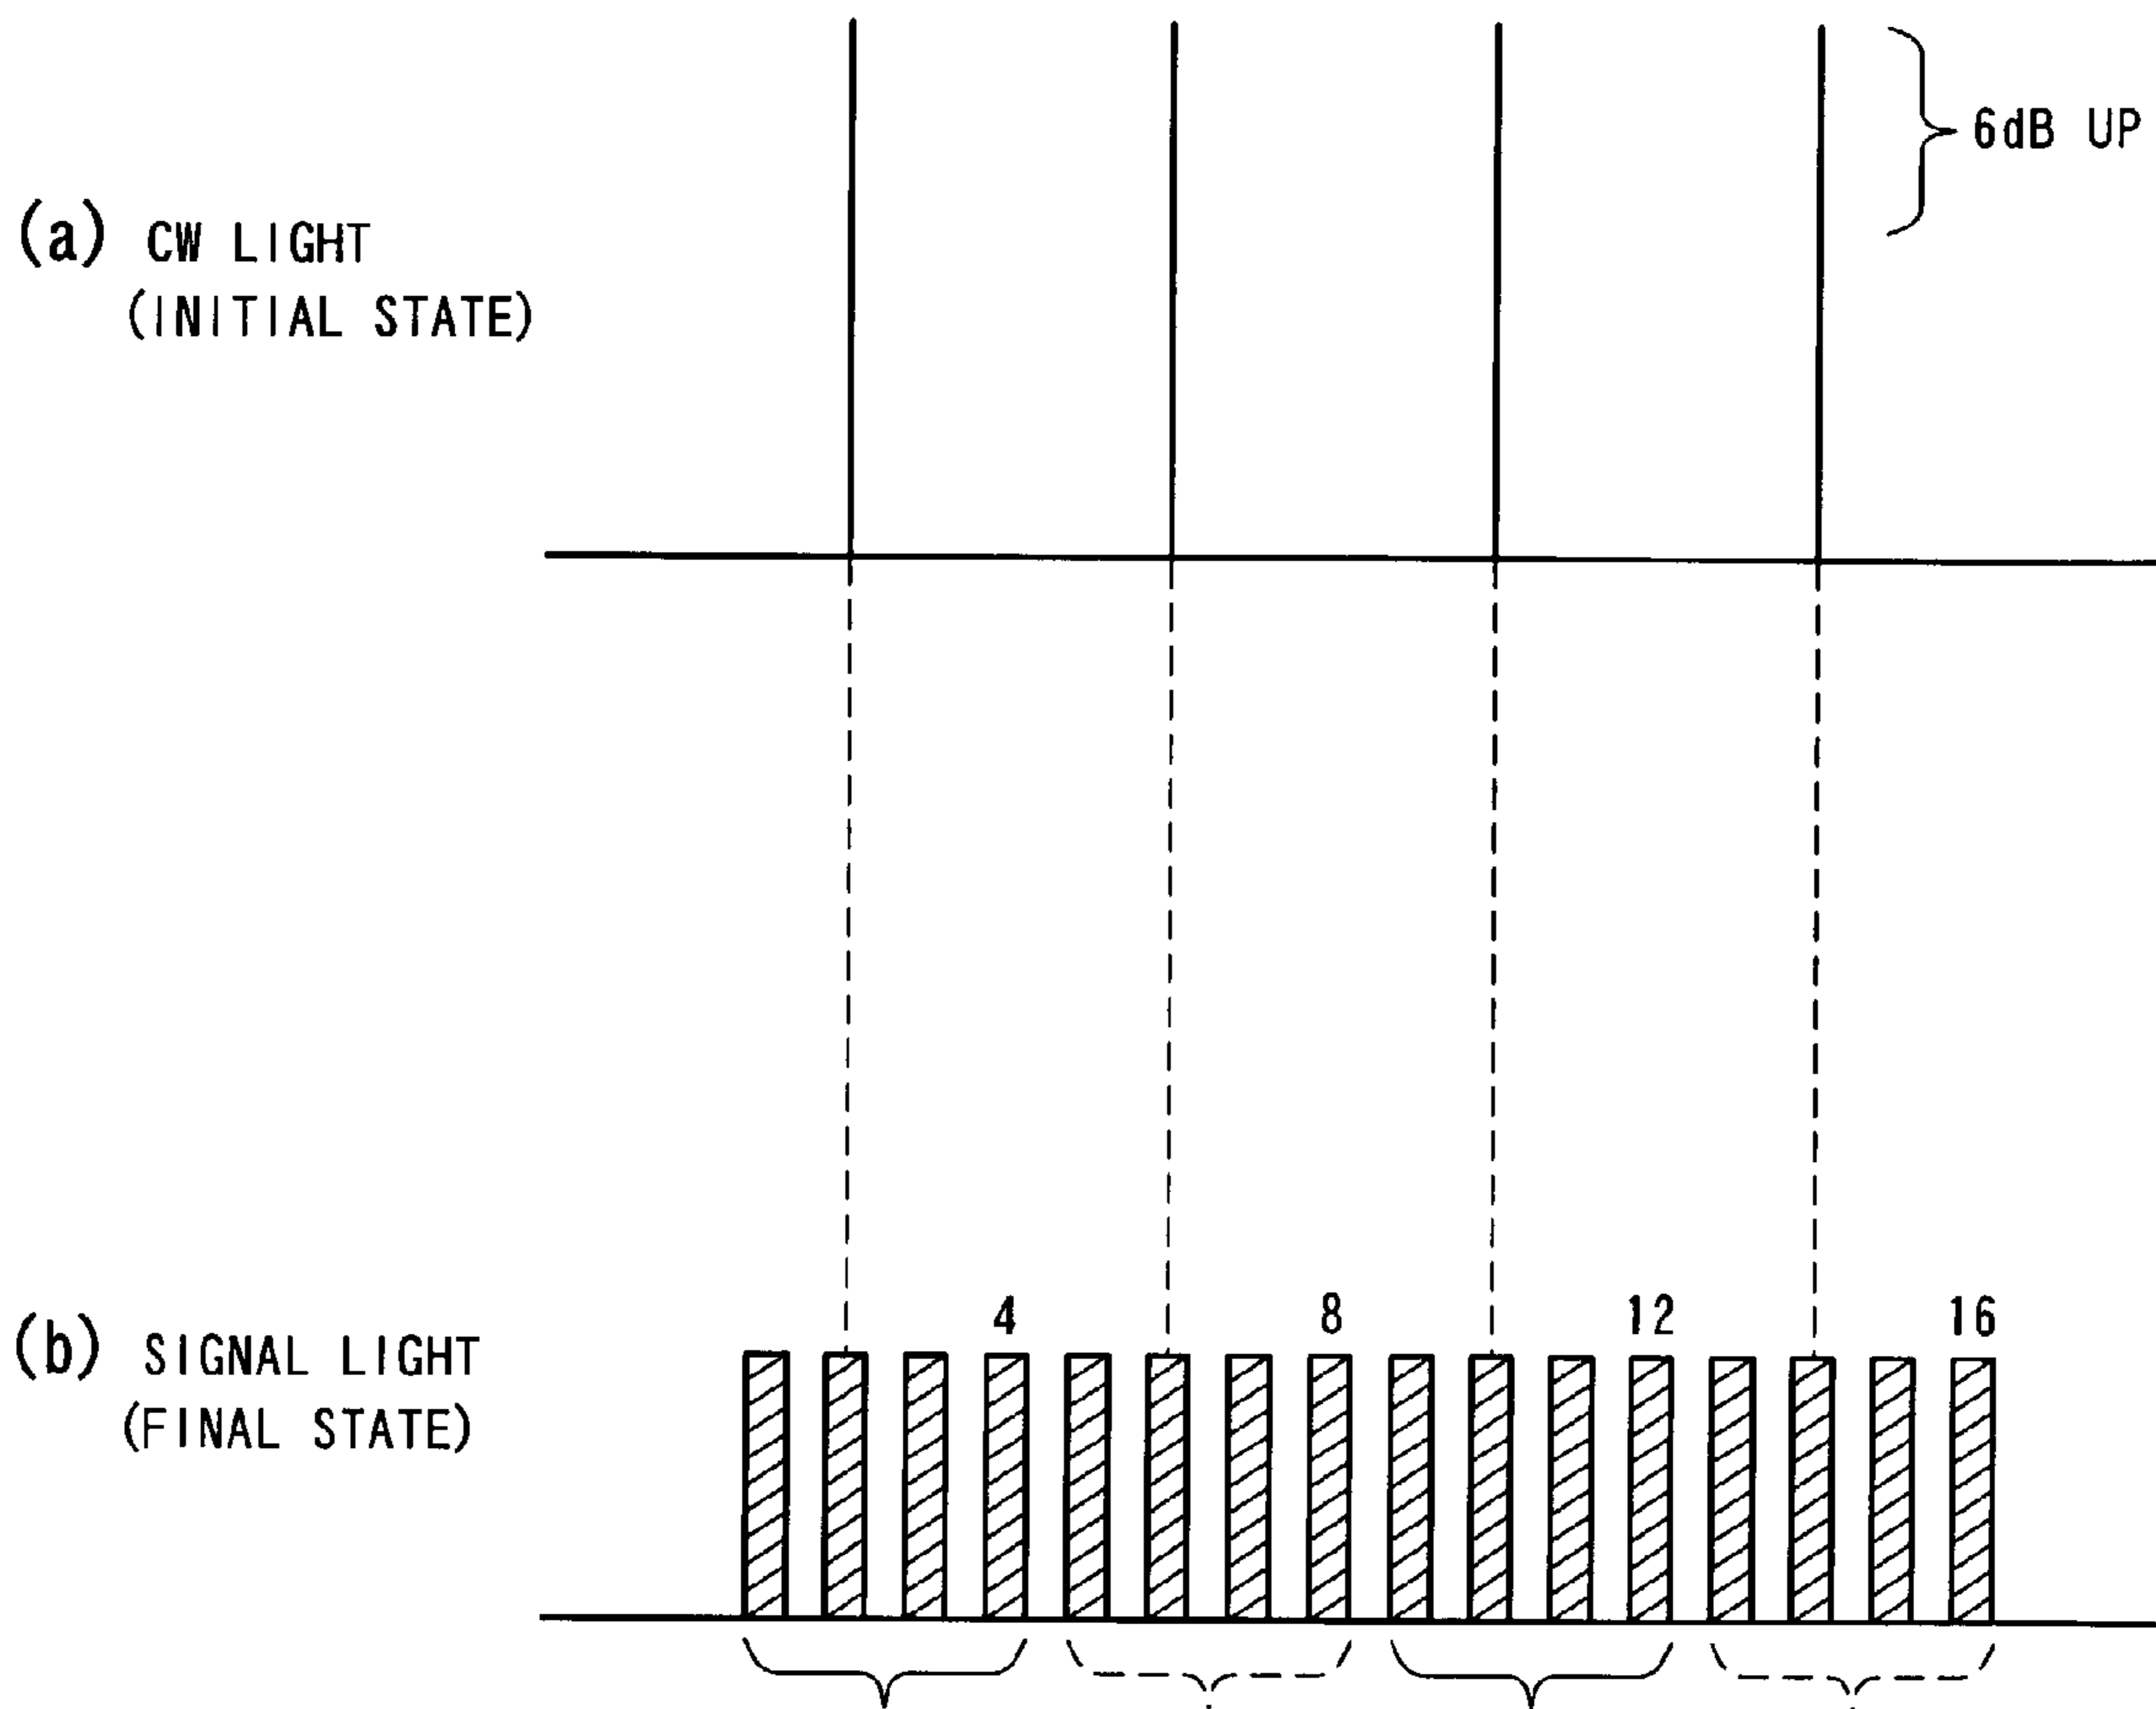 6dB UP
(a) CW LIGHT
(INITIAL STATE)
4 8 12 16
(b) SIGNAL LIGHT
(FINAL STATE)